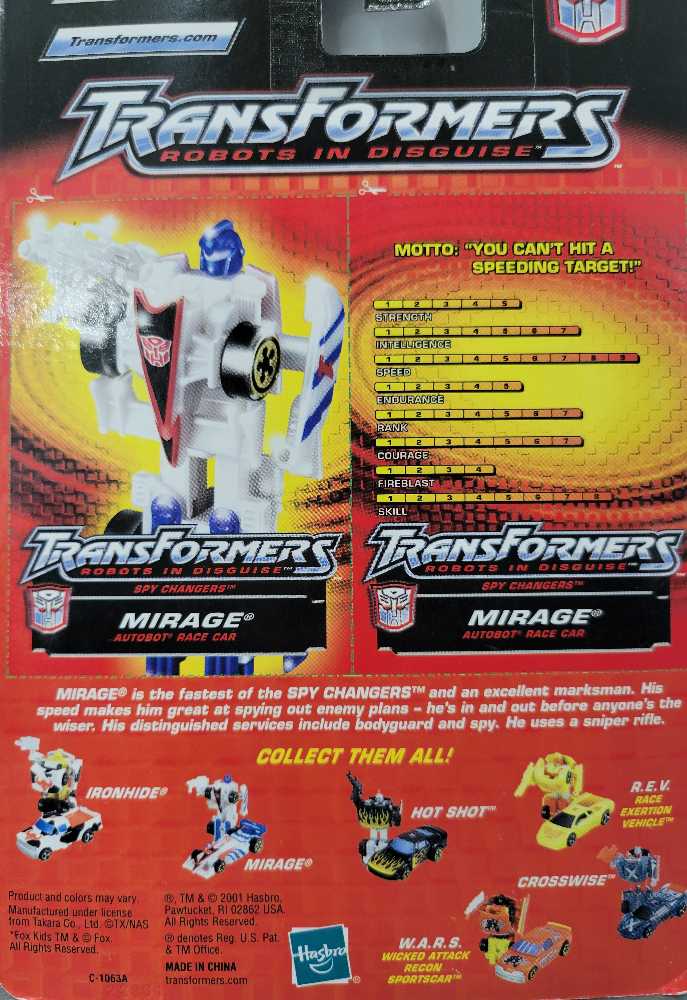 Transformers.com
TRANSFORMERS
ROBOTS IN DISGUISE™
MOTTO: "YOU CAN'T HIT A
SPEEDING TARGET!"
1 2 3 4 5
STRENGTH
1 2 3 4 5 6 7
INTELLIGENCE
1 2 3 4 5 6 7 8 9
SPEED
1 2 3 4 5
ENDURANCE
1 2 3 4 5 6 7
RANK
1 2 3 4 5 6 7
COURAGE
1 2 3 4
FIREBLAST
1 2 3 4 5 6 7 8
SKILL
TRANSFORMERS
ROBOTS IN DISGUISE™
SPY CHANGERS™
MIRAGE®
AUTOBOT® RACE CAR
TRANSFORMERS
ROBOTS IN DISGUISE™
SPY CHANGERS™
MIRAGE®
AUTOBOT® RACE CAR
MIRAGE® is the fastest of the SPY CHANGERS™ and an excellent marksman. His
speed makes him great at spying out enemy plans – he's in and out before anyone's the
wiser. His distinguished services include bodyguard and spy. He uses a sniper rifle.
COLLECT THEM ALL!
IRONHIDE®
MIRAGE®
HOT SHOT™
R.E.V.
RACE
EXERTION
VEHICLE™
CROSSWISE™
W.A.R.S.
WICKED ATTACK
RECON
SPORTSCAR™
Product and colors may vary.
Manufactured under license
from Takara Co., Ltd. ©TX/NAS
*Fox Kids TM & © Fox.
All Rights Reserved.
C-1063A
®, TM & © 2001 Hasbro,
Pawtucket, RI 02862 USA.
All Rights Reserved.
® denotes Reg. U.S. Pat.
& TM Office.
MADE IN CHINA
transformers.com
Hasbro